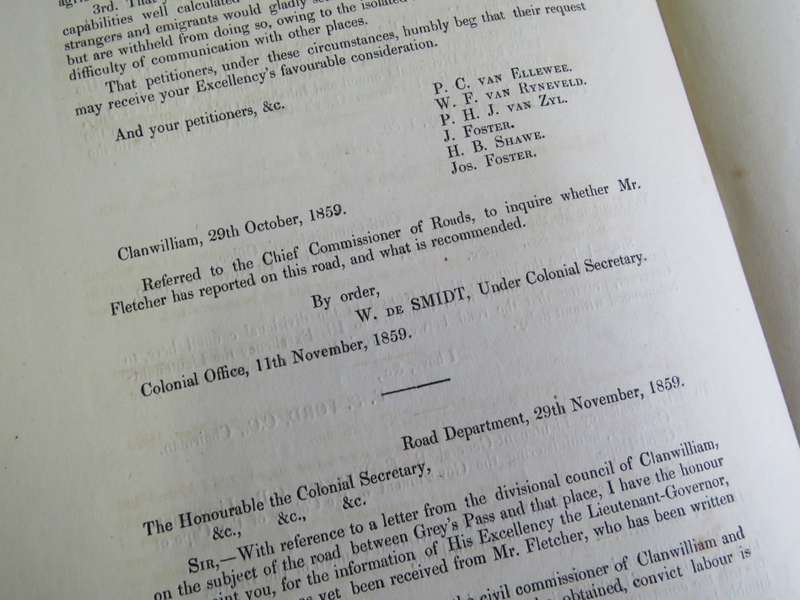 3rd. That
capabilities well calculated
strangers and emigrants would gladly
but are withheld from doing so, owing to the isolated
difficulty of communication with other places.
That petitioners, under these circumstances, humbly beg that their request
may receive your Excellency's favourable consideration.
And your petitioners, &c.
P. C. VAN ELLEWEE.
W. F. VAN RYNEVELD.
P. H. J. VAN ZYL.
J. FOSTER.
H. B. SHAWE.
JOS. FOSTER.
Clanwilliam, 29th October, 1859.
Referred to the Chief Commissioner of Roads, to inquire whether Mr.
Fletcher has reported on this road, and what is recommended.
By order,
W. DE SMIDT, Under Colonial Secretary.
Colonial Office, 11th November, 1859.
Road Department, 29th November, 1859.
The Honourable the Colonial Secretary,
&c., &c., &c.
SIR,—With reference to a letter from the divisional council of Clanwilliam,
on the subject of the road between Grey's Pass and that place, I have the honour
you, for the information of His Excellency the Lieutenant-Governor,
yet been received from Mr. Fletcher, who has been written
civil commissioner of Clanwilliam and
obtained, convict labour is